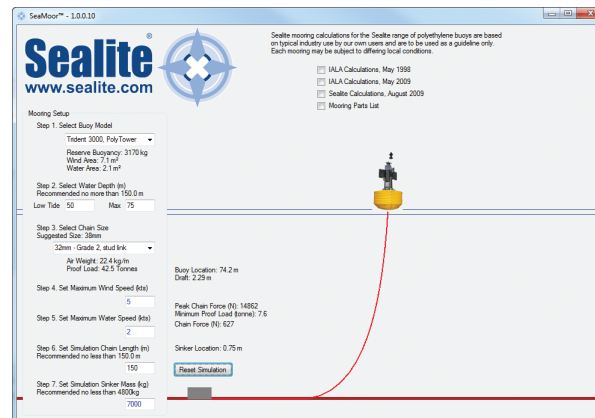 SeaMoor™ - 1.0.0.10
Sealite®
www.sealite.com
Sealite mooring calculations for the Sealite range of polyethylene buoys are based
on typical industry use by our own users and are to be used as a guideline only.
Each mooring may be subject to differing local conditions.
IALA Calculations, May 1998
IALA Calculations, May 2009
Sealite Calculations, August 2009
Mooring Parts List
Mooring Setup
Step 1. Select Buoy Model
Trident 3000, PolyTower
Reserve Buoyancy: 3170 kg
Wind Area: 7.1 m²
Water Area: 2.1 m²
Step 2. Select Water Depth (m)
Recommended no more than 150.0 m
Low Tide 50 Max 75
Step 3. Select Chain Size
Suggested Size: 38mm
32mm - Grade 2, stud link
Air Weight: 22.4 kg/m
Proof Load: 42.5 Tonnes
Step 4. Set Maximum Wind Speed (kts)
5
Step 5. Set Maximum Water Speed (kts)
2
Step 6. Set Simulation Chain Length (m)
Recommended no less than 150.0 m
150
Step 7. Set Simulation Sinker Mass (kg)
Recommended no less than 4800kg
7000
Buoy Location: 74.2 m
Draft: 2.29 m
Peak Chain Force (N): 14862
Minimum Proof Load (tonne): 7.6
Chain Force (N): 627
Sinker Location: 0.75 m
Reset Simulation